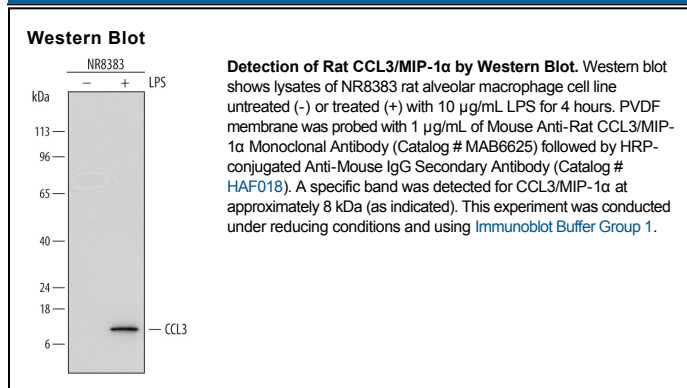 Western Blot
NR8383
− + LPS
kDa
113
96
65
40
24
18
CCL3
6
Detection of Rat CCL3/MIP-1α by Western Blot. Western blot
shows lysates of NR8383 rat alveolar macrophage cell line
untreated (-) or treated (+) with 10 µg/mL LPS for 4 hours. PVDF
membrane was probed with 1 µg/mL of Mouse Anti-Rat CCL3/MIP-
1α Monoclonal Antibody (Catalog # MAB6625) followed by HRP-
conjugated Anti-Mouse IgG Secondary Antibody (Catalog #
HAF018). A specific band was detected for CCL3/MIP-1α at
approximately 8 kDa (as indicated). This experiment was conducted
under reducing conditions and using Immunoblot Buffer Group 1.